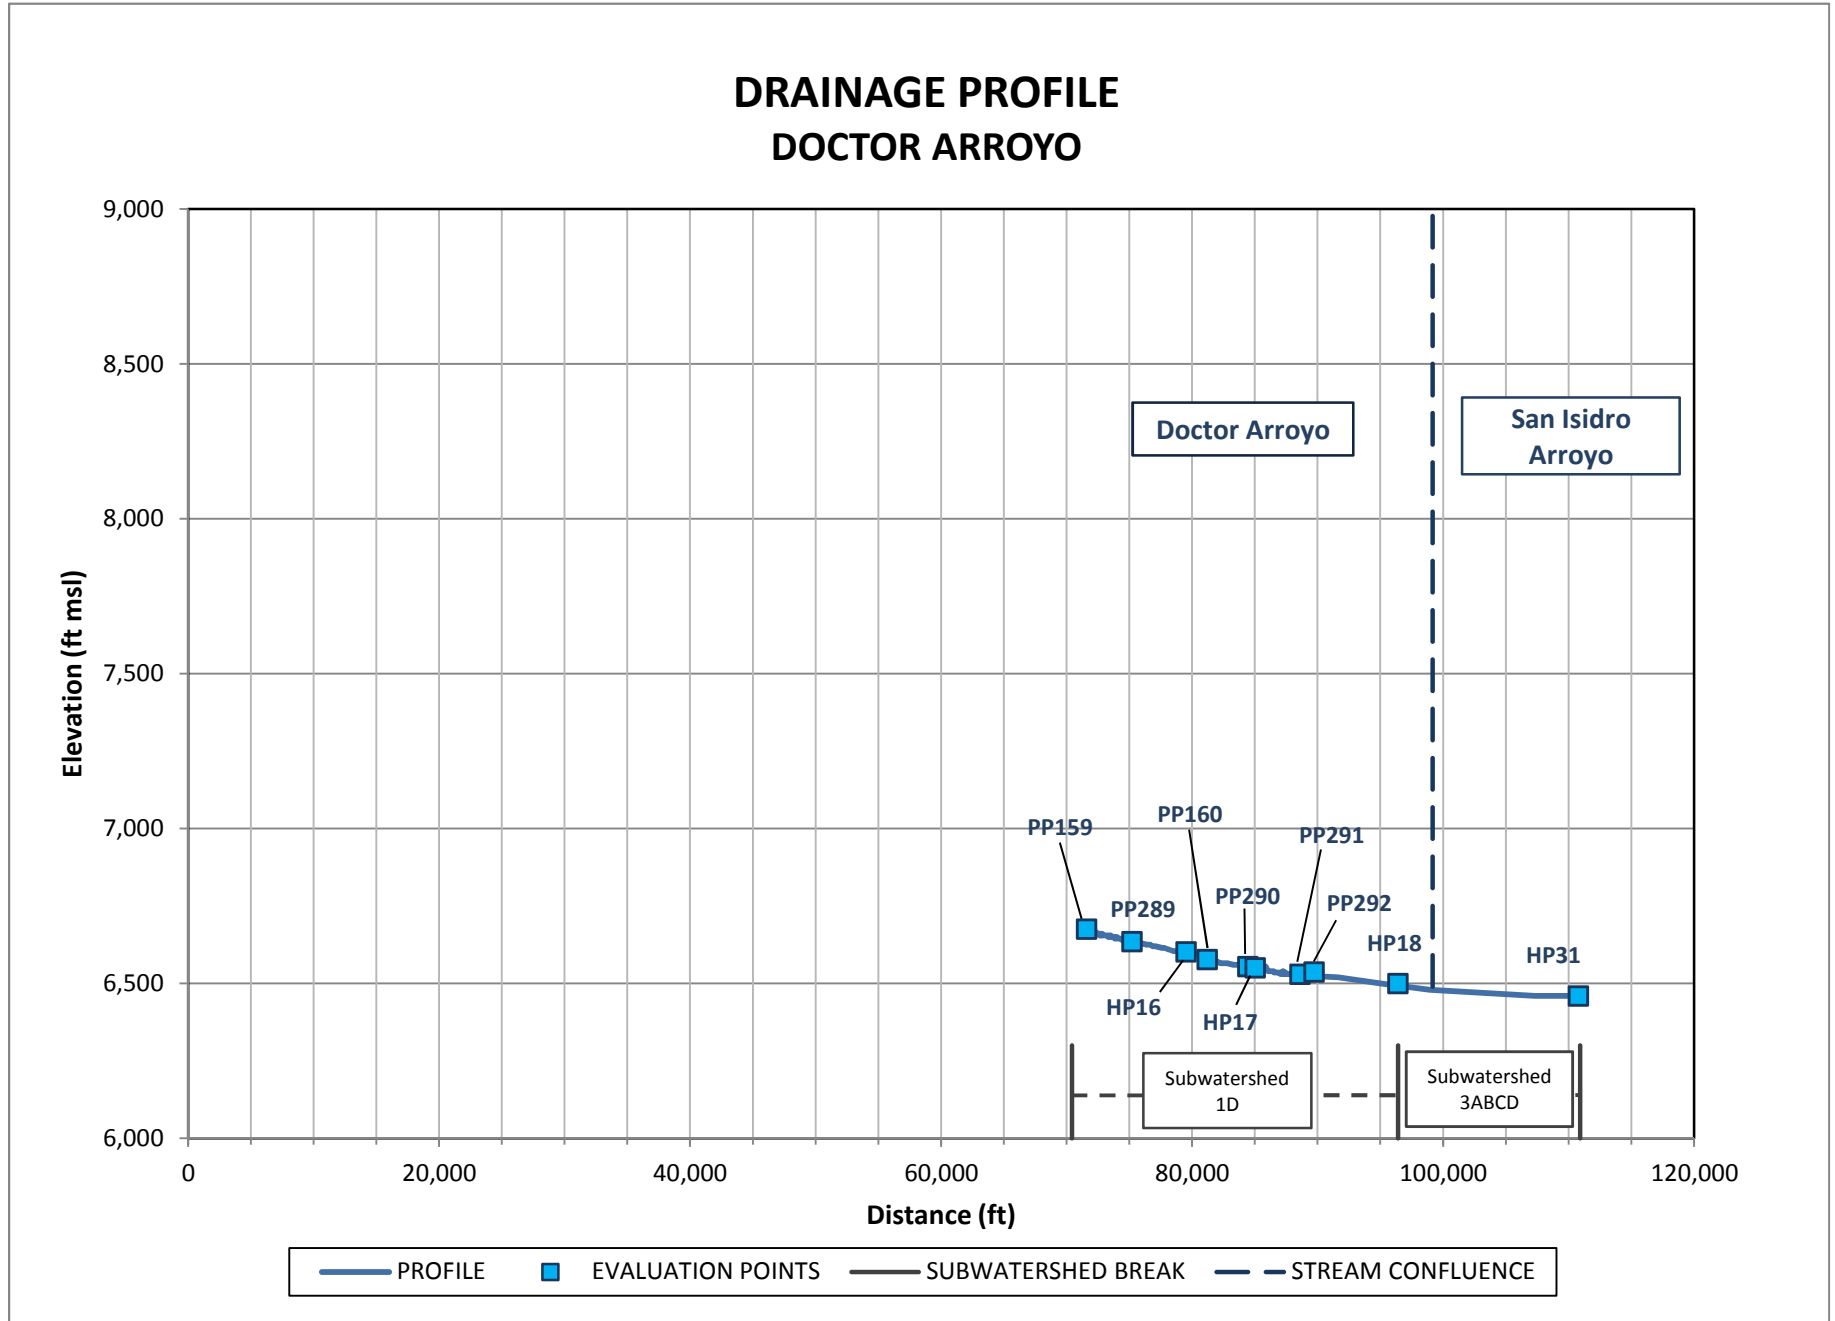 DRAINAGE PROFILE
DOCTOR ARROYO
9,000
8,500
8,000
7,500
7,000
6,500
6,000
Elevation (ft msl)
Doctor Arroyo
San Isidro
Arroyo
PP159
PP289
PP160
PP290
PP291
PP292
HP16
HP17
HP18
HP31
Subwatershed
1D
Subwatershed
3ABCD
0
20,000
40,000
60,000
80,000
100,000
120,000
Distance (ft)
PROFILE
EVALUATION POINTS
SUBWATERSHED BREAK
STREAM CONFLUENCE